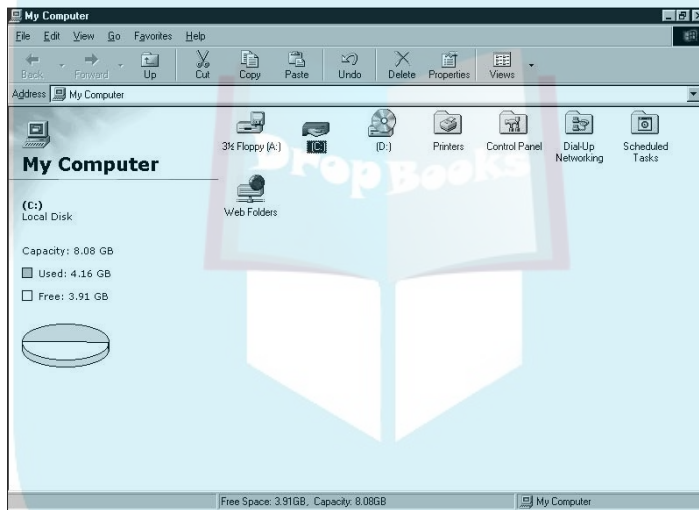 My Computer
File Edit View Go Favorites Help
Back Forward Up Cut Copy Paste Undo Delete Properties Views
Address My Computer
3½ Floppy (A:) (C:) (D:) Printers Control Panel Dial-Up Networking Scheduled Tasks
My Computer
Web Folders
(C:)
Local Disk
Capacity: 8.08 GB
Used: 4.16 GB
Free: 3.91 GB
DropBooks
Free Space: 3.91GB, Capacity: 8.08GB My Computer